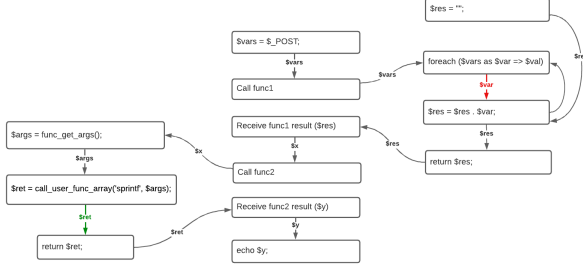 $res = "";
$vars = $_POST;
$vars
Call func1
$vars
foreach ($vars as $var => $val)
$var
$res = $res . $var;
$res
return $res;
$re
$res
Receive func1 result ($res)
$x
Call func2
$x
$args = func_get_args();
$args
$ret = call_user_func_array('sprintf', $args);
$ret
return $ret;
$ret
Receive func2 result ($y)
$y
echo $y;